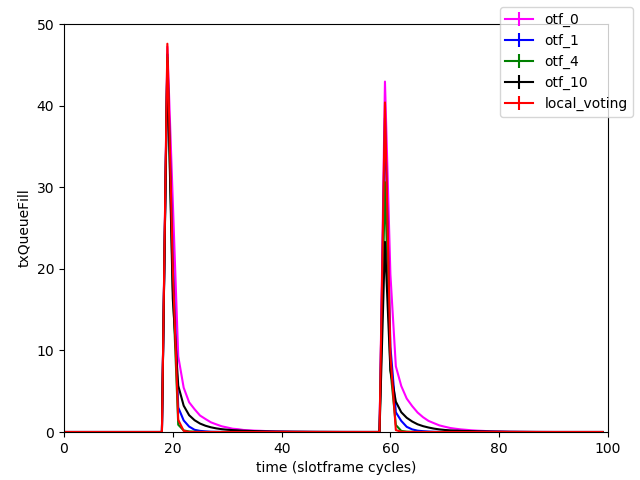 otf_0
otf_1
otf_4
otf_10
local_voting
50
40
30
20
10
0
txQueueFill
0 20 40 60 80 100
time (slotframe cycles)